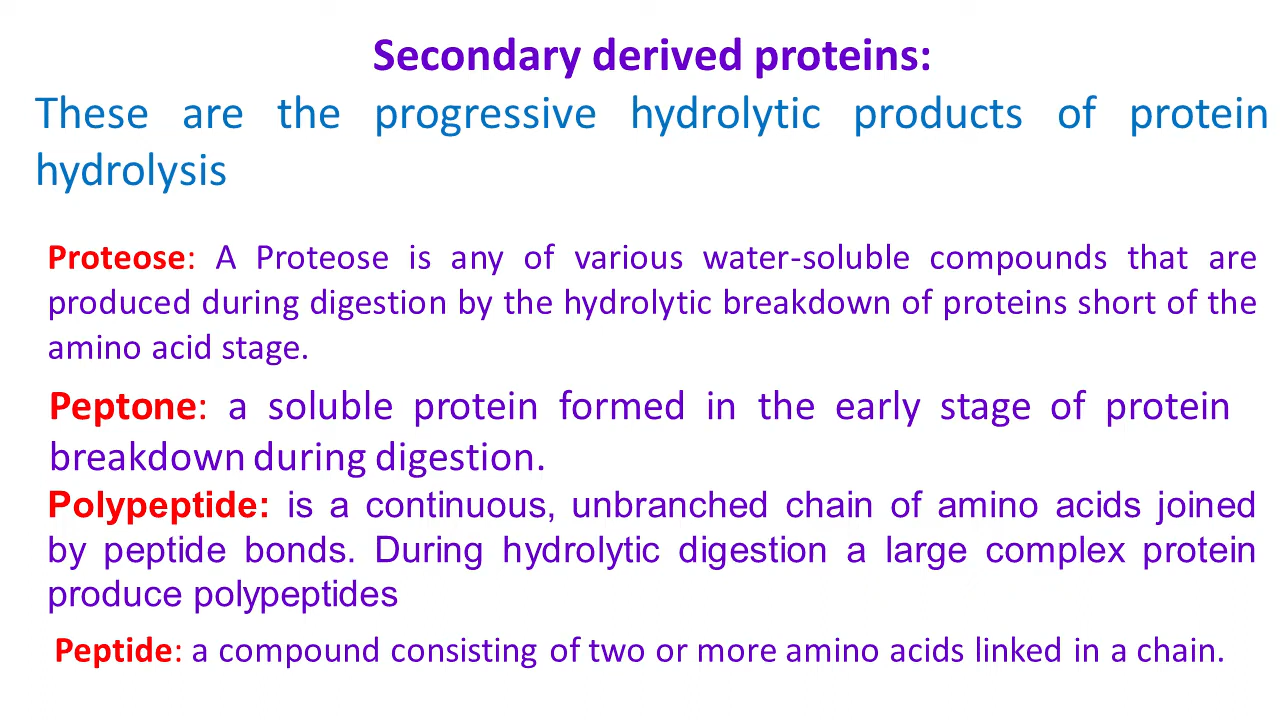 Secondary derived proteins:
These are the progressive hydrolytic products of protein
hydrolysis
Proteose: A Proteose is any of various water-soluble compounds that are
produced during digestion by the hydrolytic breakdown of proteins short of the
amino acid stage.
Peptone: a soluble protein formed in the early stage of protein
breakdown during digestion.
Polypeptide: is a continuous, unbranched chain of amino acids joined
by peptide bonds. During hydrolytic digestion a large complex protein
produce polypeptides
Peptide: a compound consisting of two or more amino acids linked in a chain.